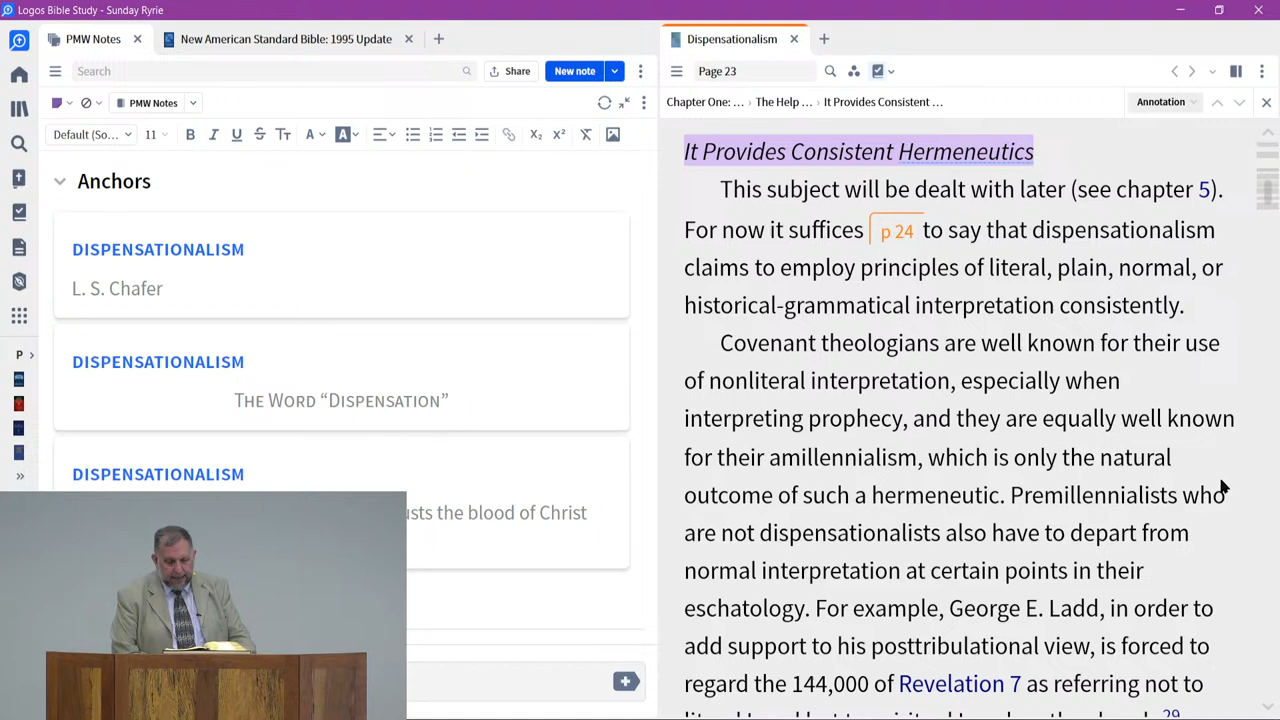 Logos Bible Study - Sunday Ryrie
PMW Notes
New American Standard Bible: 1995 Update
Search
Share
New note
PMW Notes
Default (So...
11
B I U S Tt A A X₂ X²
Anchors
DISPENSATIONALISM
L. S. Chafer
DISPENSATIONALISM
The Word “Dispensation”
DISPENSATIONALISM
usts the blood of Christ
P
Dispensationalism
Page 23
Chapter One: ... › The Help ... › It Provides Consistent ...
Annotation
It Provides Consistent Hermeneutics
This subject will be dealt with later (see chapter 5).
For now it suffices p 24 to say that dispensationalism
claims to employ principles of literal, plain, normal, or
historical-grammatical interpretation consistently.
Covenant theologians are well known for their use
of nonliteral interpretation, especially when
interpreting prophecy, and they are equally well known
for their amillennialism, which is only the natural
outcome of such a hermeneutic. Premillennialists who
are not dispensationalists also have to depart from
normal interpretation at certain points in their
eschatology. For example, George E. Ladd, in order to
add support to his posttribulational view, is forced to
regard the 144,000 of Revelation 7 as referring not to
29